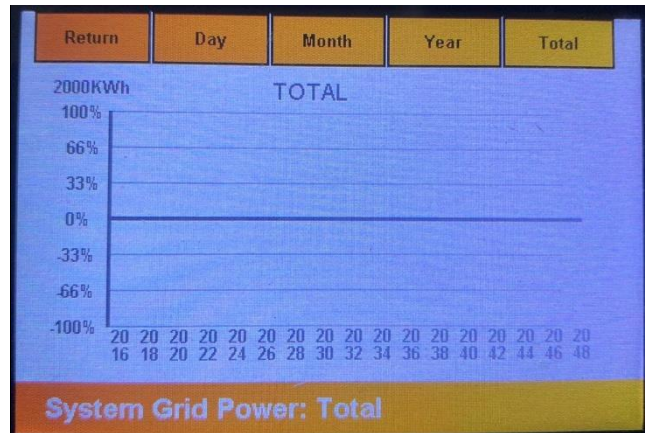 Return Day Month Year Total
2000KWh TOTAL
100%
66%
33%
0%
-33%
-66%
-100%
20 20 20 20 20 20 20 20 20 20 20 20 20 20 20 20 20
16 18 20 22 24 26 28 30 32 34 36 38 40 42 44 46 48
System Grid Power: Total